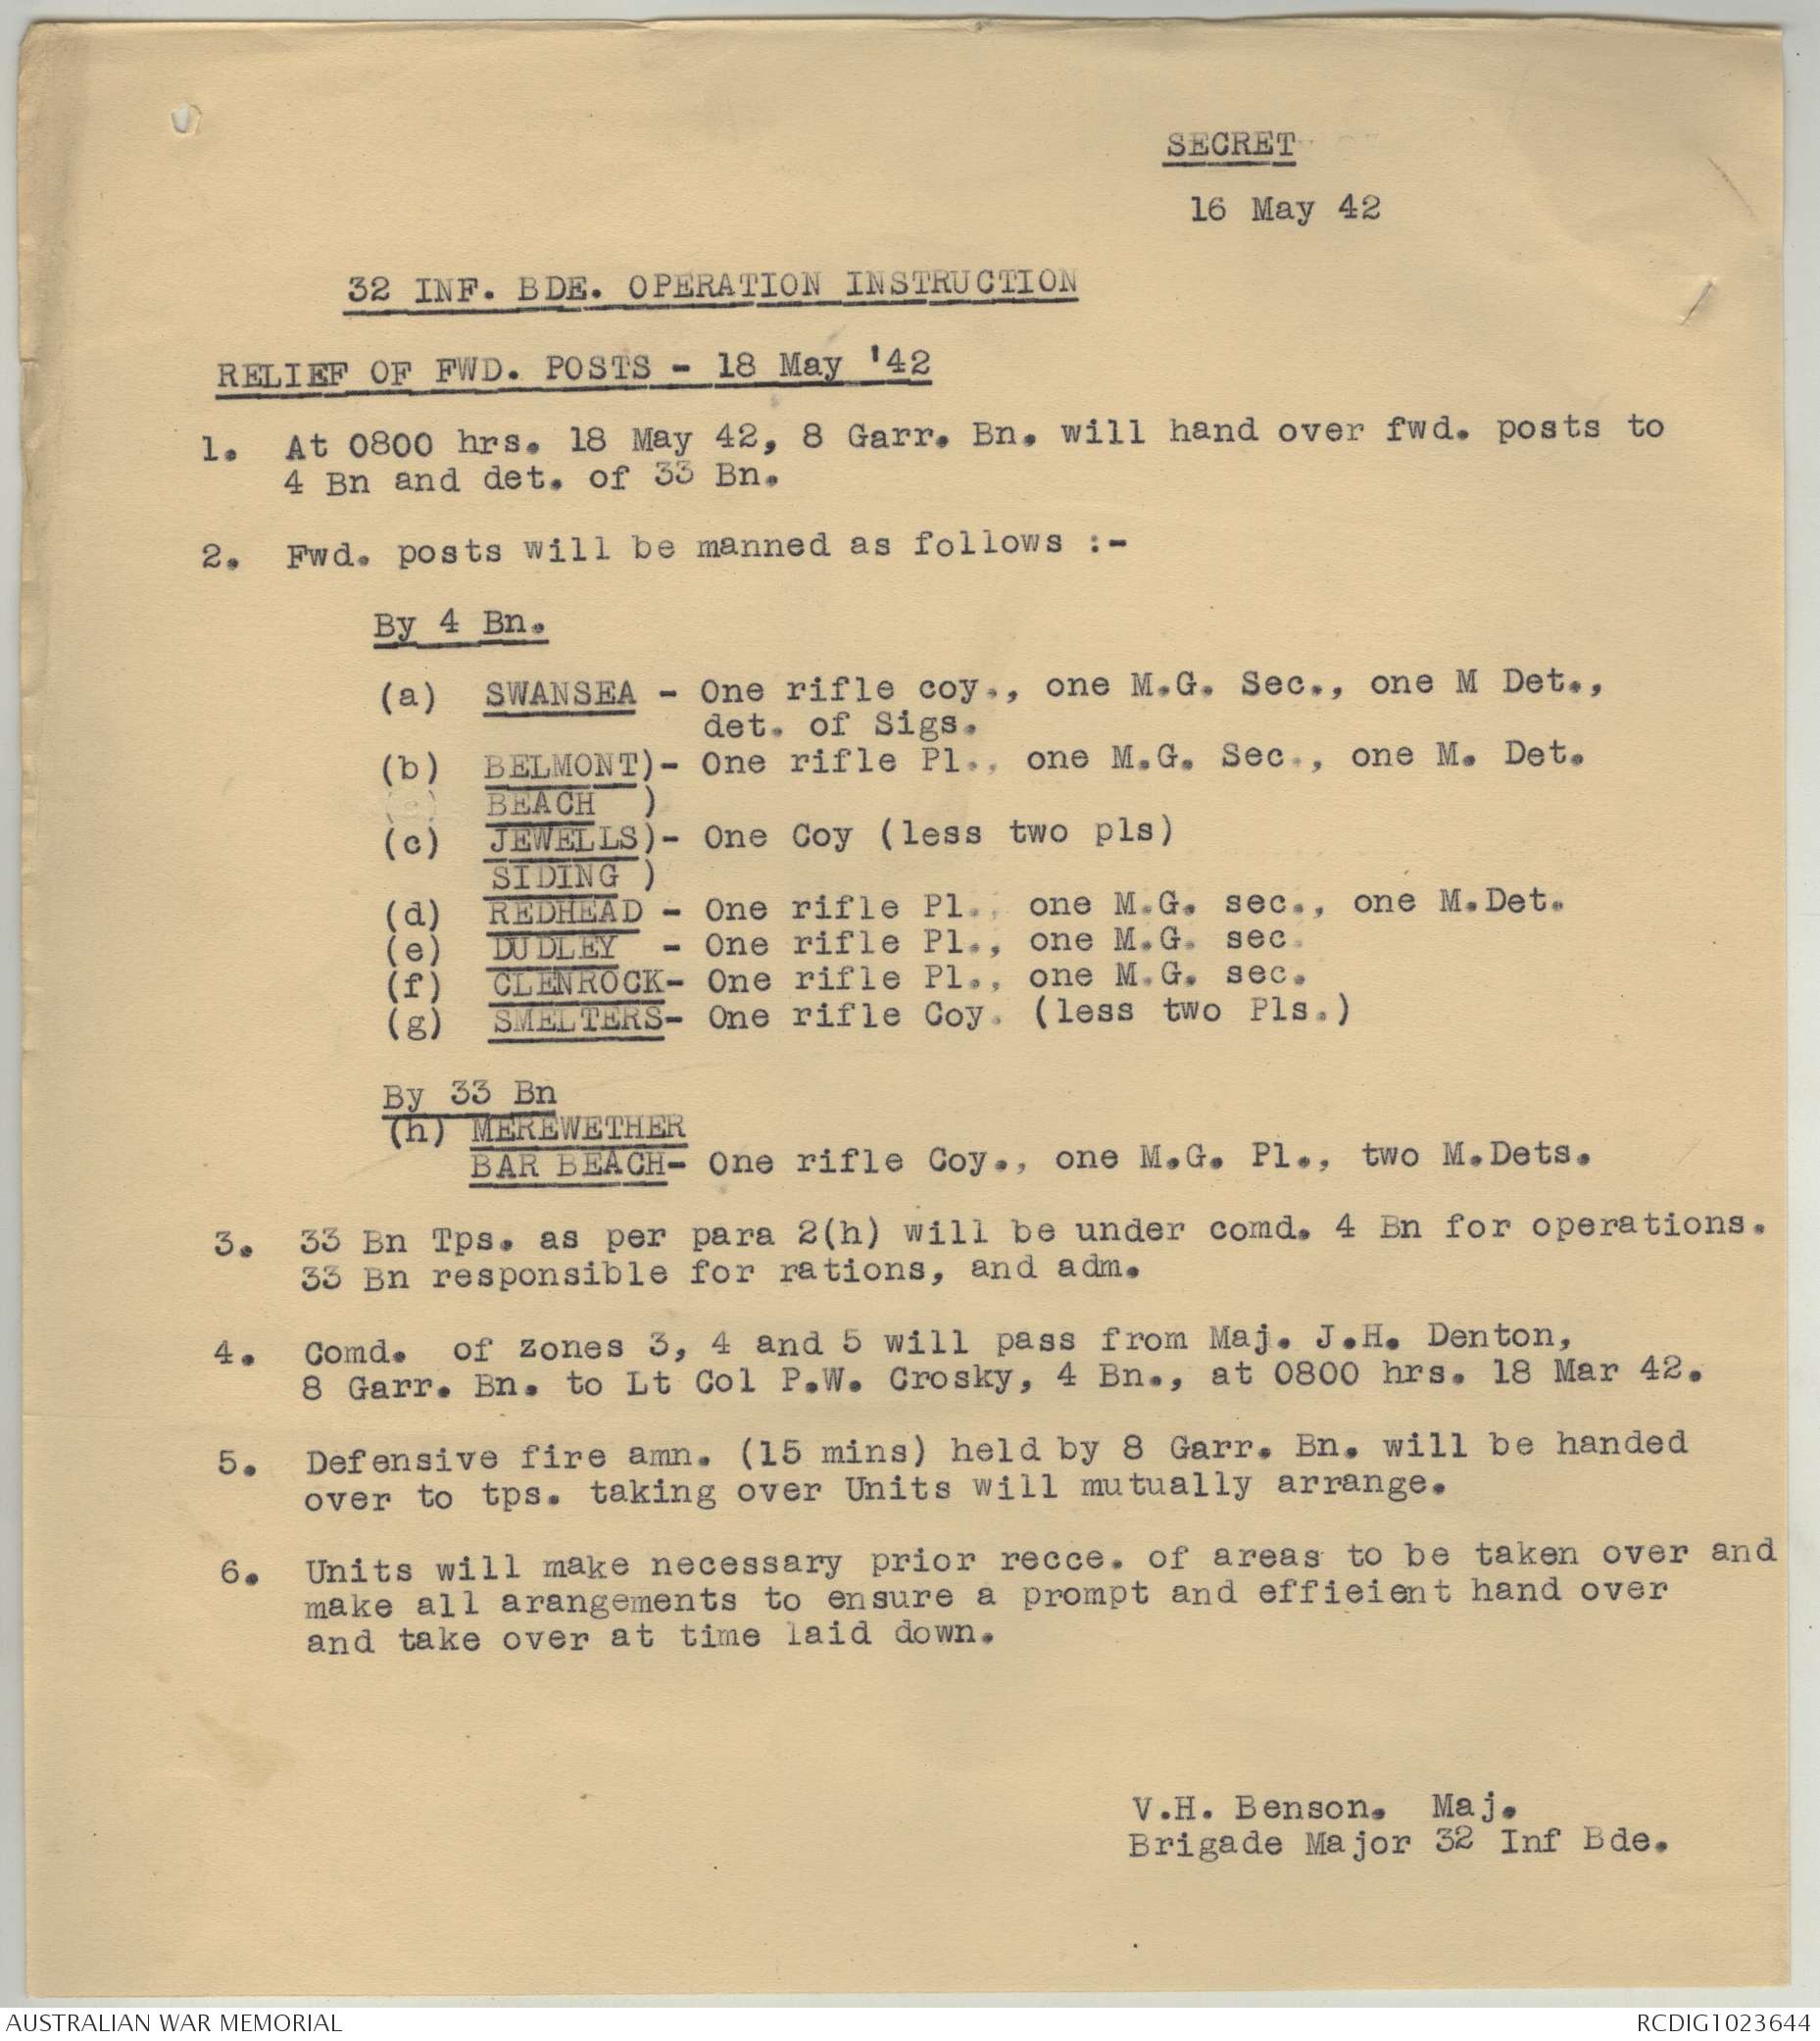 SECRET
16 May 42
32 INF. BDE. OPERATION INSTRUCTION
RELIEF OF FWD. POSTS - 18 May '42
1. At 0800 hrs. 18 May 42, 8 Garr. Bn. will hand over fwd. posts to
4 Bn and det. of 33 Bn.
2. Fwd. posts will be manned as follows :-
By 4 Bn.
(a) SWANSEA - One rifle coy., one M.G. Sec., one M Det.,
det. of Sigs.
(b) BELMONT)- One rifle Pl., one M.G. Sec., one M. Det.
BEACH )
(c) JEWELLS)- One Coy (less two pls)
SIDING )
(d) REDHEAD - One rifle Pl., one M.G. sec., one M.Det.
(e) DUDLEY - One rifle Pl., one M.G. sec.
(f) CLENROCK- One rifle Pl., one M.G. sec.
(g) SMELTERS- One rifle Coy. (less two Pls.)
By 33 Bn
(h) MEREWETHER
BAR BEACH- One rifle Coy., one M.G. Pl., two M.Dets.
3. 33 Bn Tps. as per para 2(h) will be under comd. 4 Bn for operations.
33 Bn responsible for rations, and adm.
4. Comd. of zones 3, 4 and 5 will pass from Maj. J.H. Denton,
8 Garr. Bn. to Lt Col P.W. Crosky, 4 Bn., at 0800 hrs. 18 Mar 42.
5. Defensive fire amn. (15 mins) held by 8 Garr. Bn. will be handed
over to tps. taking over Units will mutually arrange.
6. Units will make necessary prior recce. of areas to be taken over and
make all arangements to ensure a prompt and effieient hand over
and take over at time laid down.
V.H. Benson. Maj.
Brigade Major 32 Inf Bde.
AUSTRALIAN WAR MEMORIAL
RCDIG1023644